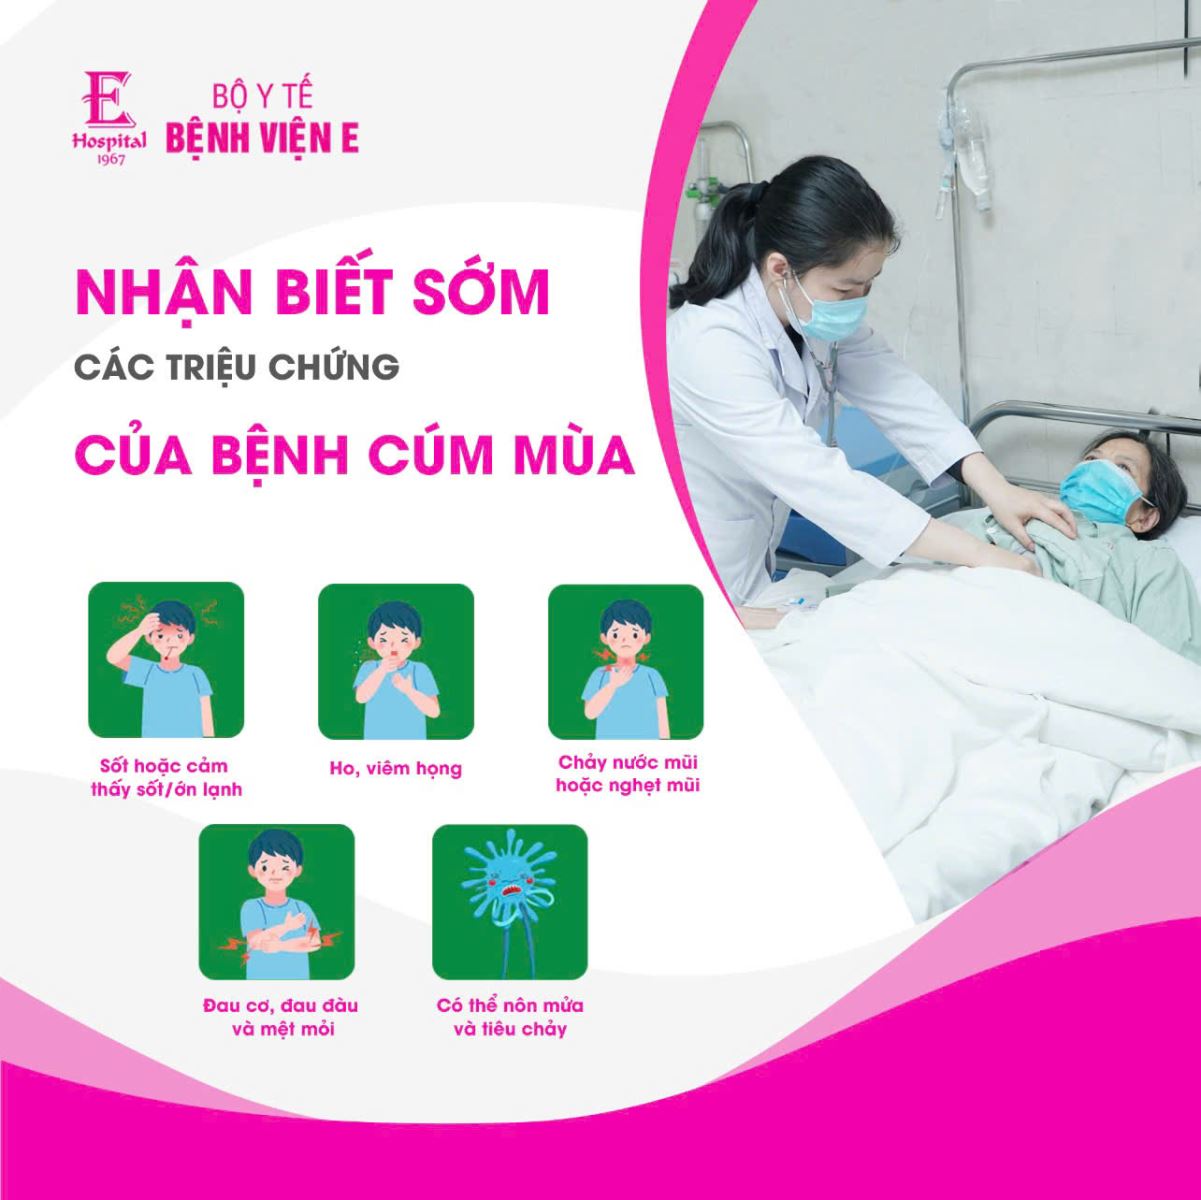 E
Hospital
1967
BỘ Y TẾ
BỆNH VIỆN E
NHẬN BIẾT SỚM
CÁC TRIỆU CHỨNG
CỦA BỆNH CÚM MÙA
Sốt hoặc cảm
thấy sốt/ớn lạnh
Ho, viêm họng
Chảy nước mũi
hoặc nghẹt mũi
Đau cơ, đau đàu
và mệt mỏi
Có thể nôn mửa
và tiêu chảy